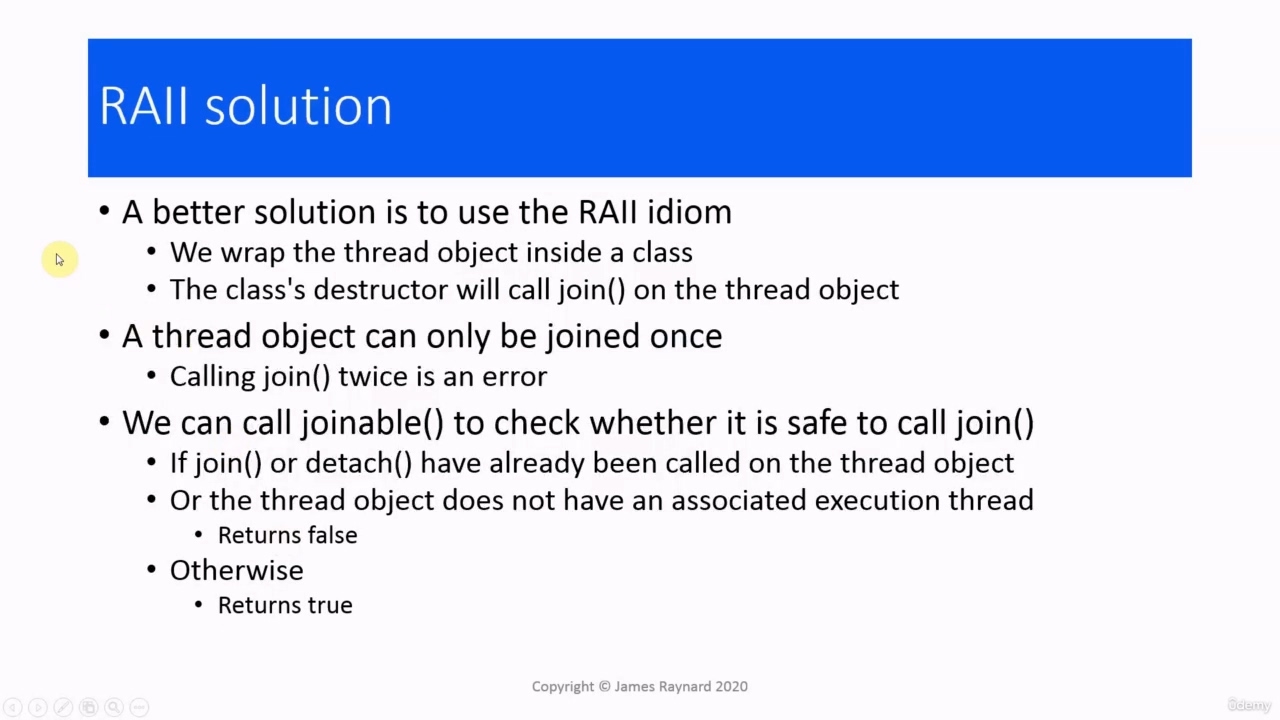 RAII solution
• A better solution is to use the RAII idiom
• We wrap the thread object inside a class
• The class's destructor will call join() on the thread object
• A thread object can only be joined once
• Calling join() twice is an error
• We can call joinable() to check whether it is safe to call join()
• If join() or detach() have already been called on the thread object
• Or the thread object does not have an associated execution thread
• Returns false
• Otherwise
• Returns true
Copyright © James Raynard 2020
ûdemy